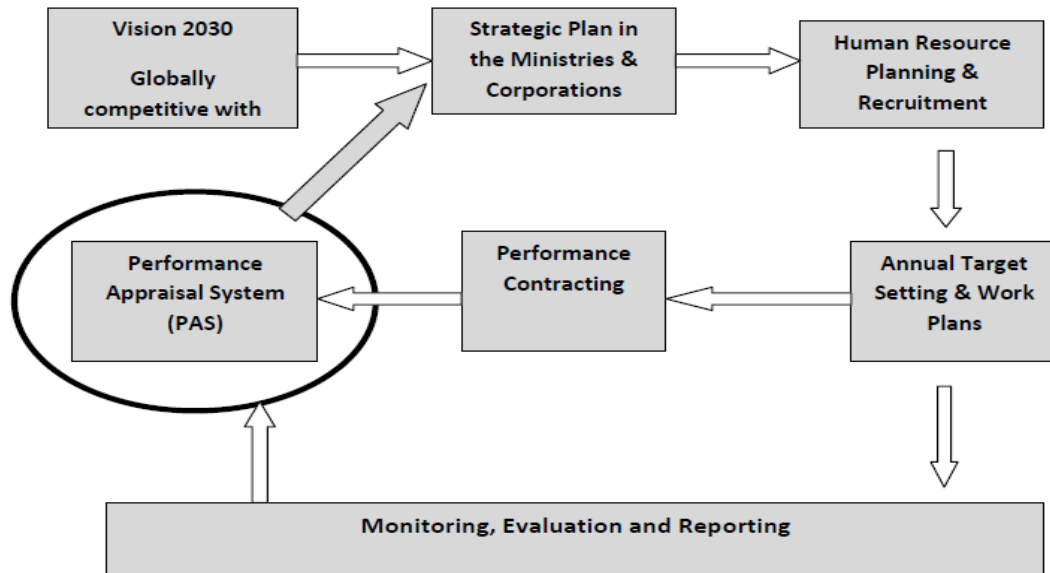 Vision 2030
Globally
competitive with
Strategic Plan in
the Ministries &
Corporations
Human Resource
Planning &
Recruitment
Performance
Appraisal System
(PAS)
Performance
Contracting
Annual Target
Setting & Work
Plans
Monitoring, Evaluation and Reporting